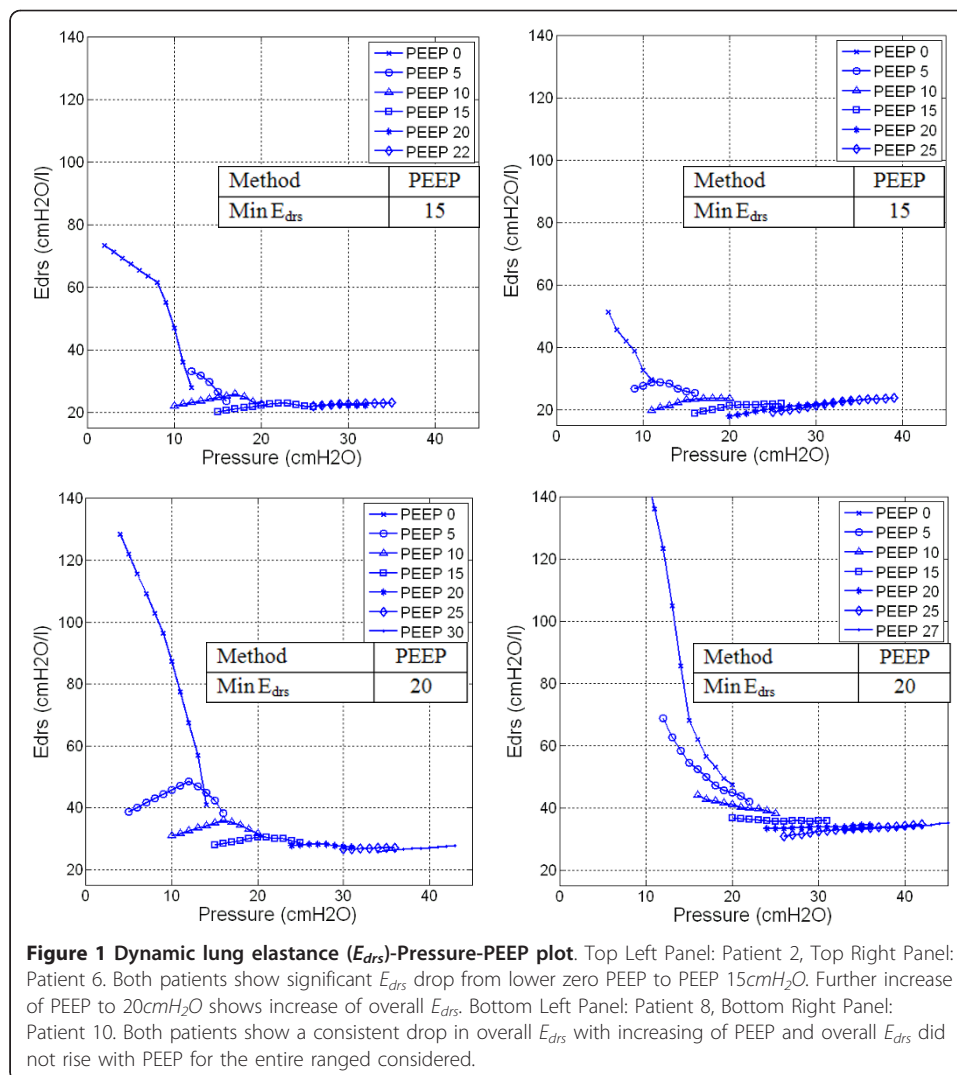 140
120
100
80
60
40
20
0
10
20
30
40
Edrs (cmH2O/l)
Pressure (cmH2O)
PEEP 0
PEEP 5
PEEP 10
PEEP 15
PEEP 20
PEEP 22
Method PEEP
Min Edrs 15
140
120
100
80
60
40
20
0
10
20
30
40
Edrs (cmH2O/l)
Pressure (cmH2O)
PEEP 0
PEEP 5
PEEP 10
PEEP 15
PEEP 20
PEEP 25
Method PEEP
Min Edrs 15
140
120
100
80
60
40
20
0
10
20
30
40
Edrs (cmH2O/l)
Pressure (cmH2O)
PEEP 0
PEEP 5
PEEP 10
PEEP 15
PEEP 20
PEEP 25
PEEP 30
Method PEEP
Min Edrs 20
140
120
100
80
60
40
20
0
10
20
30
40
Edrs (cmH2O/l)
Pressure (cmH2O)
PEEP 0
PEEP 5
PEEP 10
PEEP 15
PEEP 20
PEEP 25
PEEP 27
Method PEEP
Min Edrs 20
Figure 1 Dynamic lung elastance (Edrs)-Pressure-PEEP plot. Top Left Panel: Patient 2, Top Right Panel:
Patient 6. Both patients show significant Edrs drop from lower zero PEEP to PEEP 15cmH2O. Further increase
of PEEP to 20cmH2O shows increase of overall Edrs. Bottom Left Panel: Patient 8, Bottom Right Panel:
Patient 10. Both patients show a consistent drop in overall Edrs with increasing of PEEP and overall Edrs did
not rise with PEEP for the entire ranged considered.